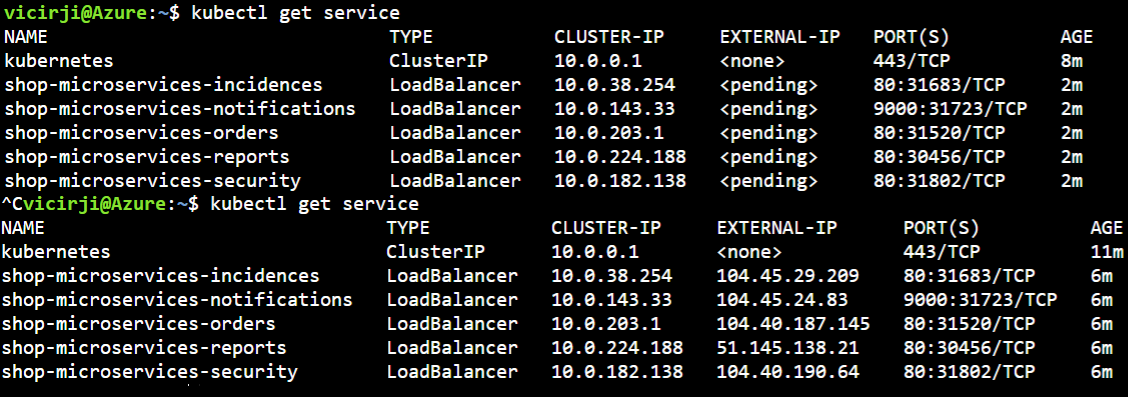 vicirji@Azure:~$ kubectl get service
NAME TYPE CLUSTER-IP EXTERNAL-IP PORT(S) AGE
kubernetes ClusterIP 10.0.0.1 <none> 443/TCP 8m
shop-microservices-incidences LoadBalancer 10.0.38.254 <pending> 80:31683/TCP 2m
shop-microservices-notifications LoadBalancer 10.0.143.33 <pending> 9000:31723/TCP 2m
shop-microservices-orders LoadBalancer 10.0.203.1 <pending> 80:31520/TCP 2m
shop-microservices-reports LoadBalancer 10.0.224.188 <pending> 80:30456/TCP 2m
shop-microservices-security LoadBalancer 10.0.182.138 <pending> 80:31802/TCP 2m
^Cvicirji@Azure:~$ kubectl get service
NAME TYPE CLUSTER-IP EXTERNAL-IP PORT(S) AGE
kubernetes ClusterIP 10.0.0.1 <none> 443/TCP 11m
shop-microservices-incidences LoadBalancer 10.0.38.254 104.45.29.209 80:31683/TCP 6m
shop-microservices-notifications LoadBalancer 10.0.143.33 104.45.24.83 9000:31723/TCP 6m
shop-microservices-orders LoadBalancer 10.0.203.1 104.40.187.145 80:31520/TCP 6m
shop-microservices-reports LoadBalancer 10.0.224.188 51.145.138.21 80:30456/TCP 6m
shop-microservices-security LoadBalancer 10.0.182.138 104.40.190.64 80:31802/TCP 6m